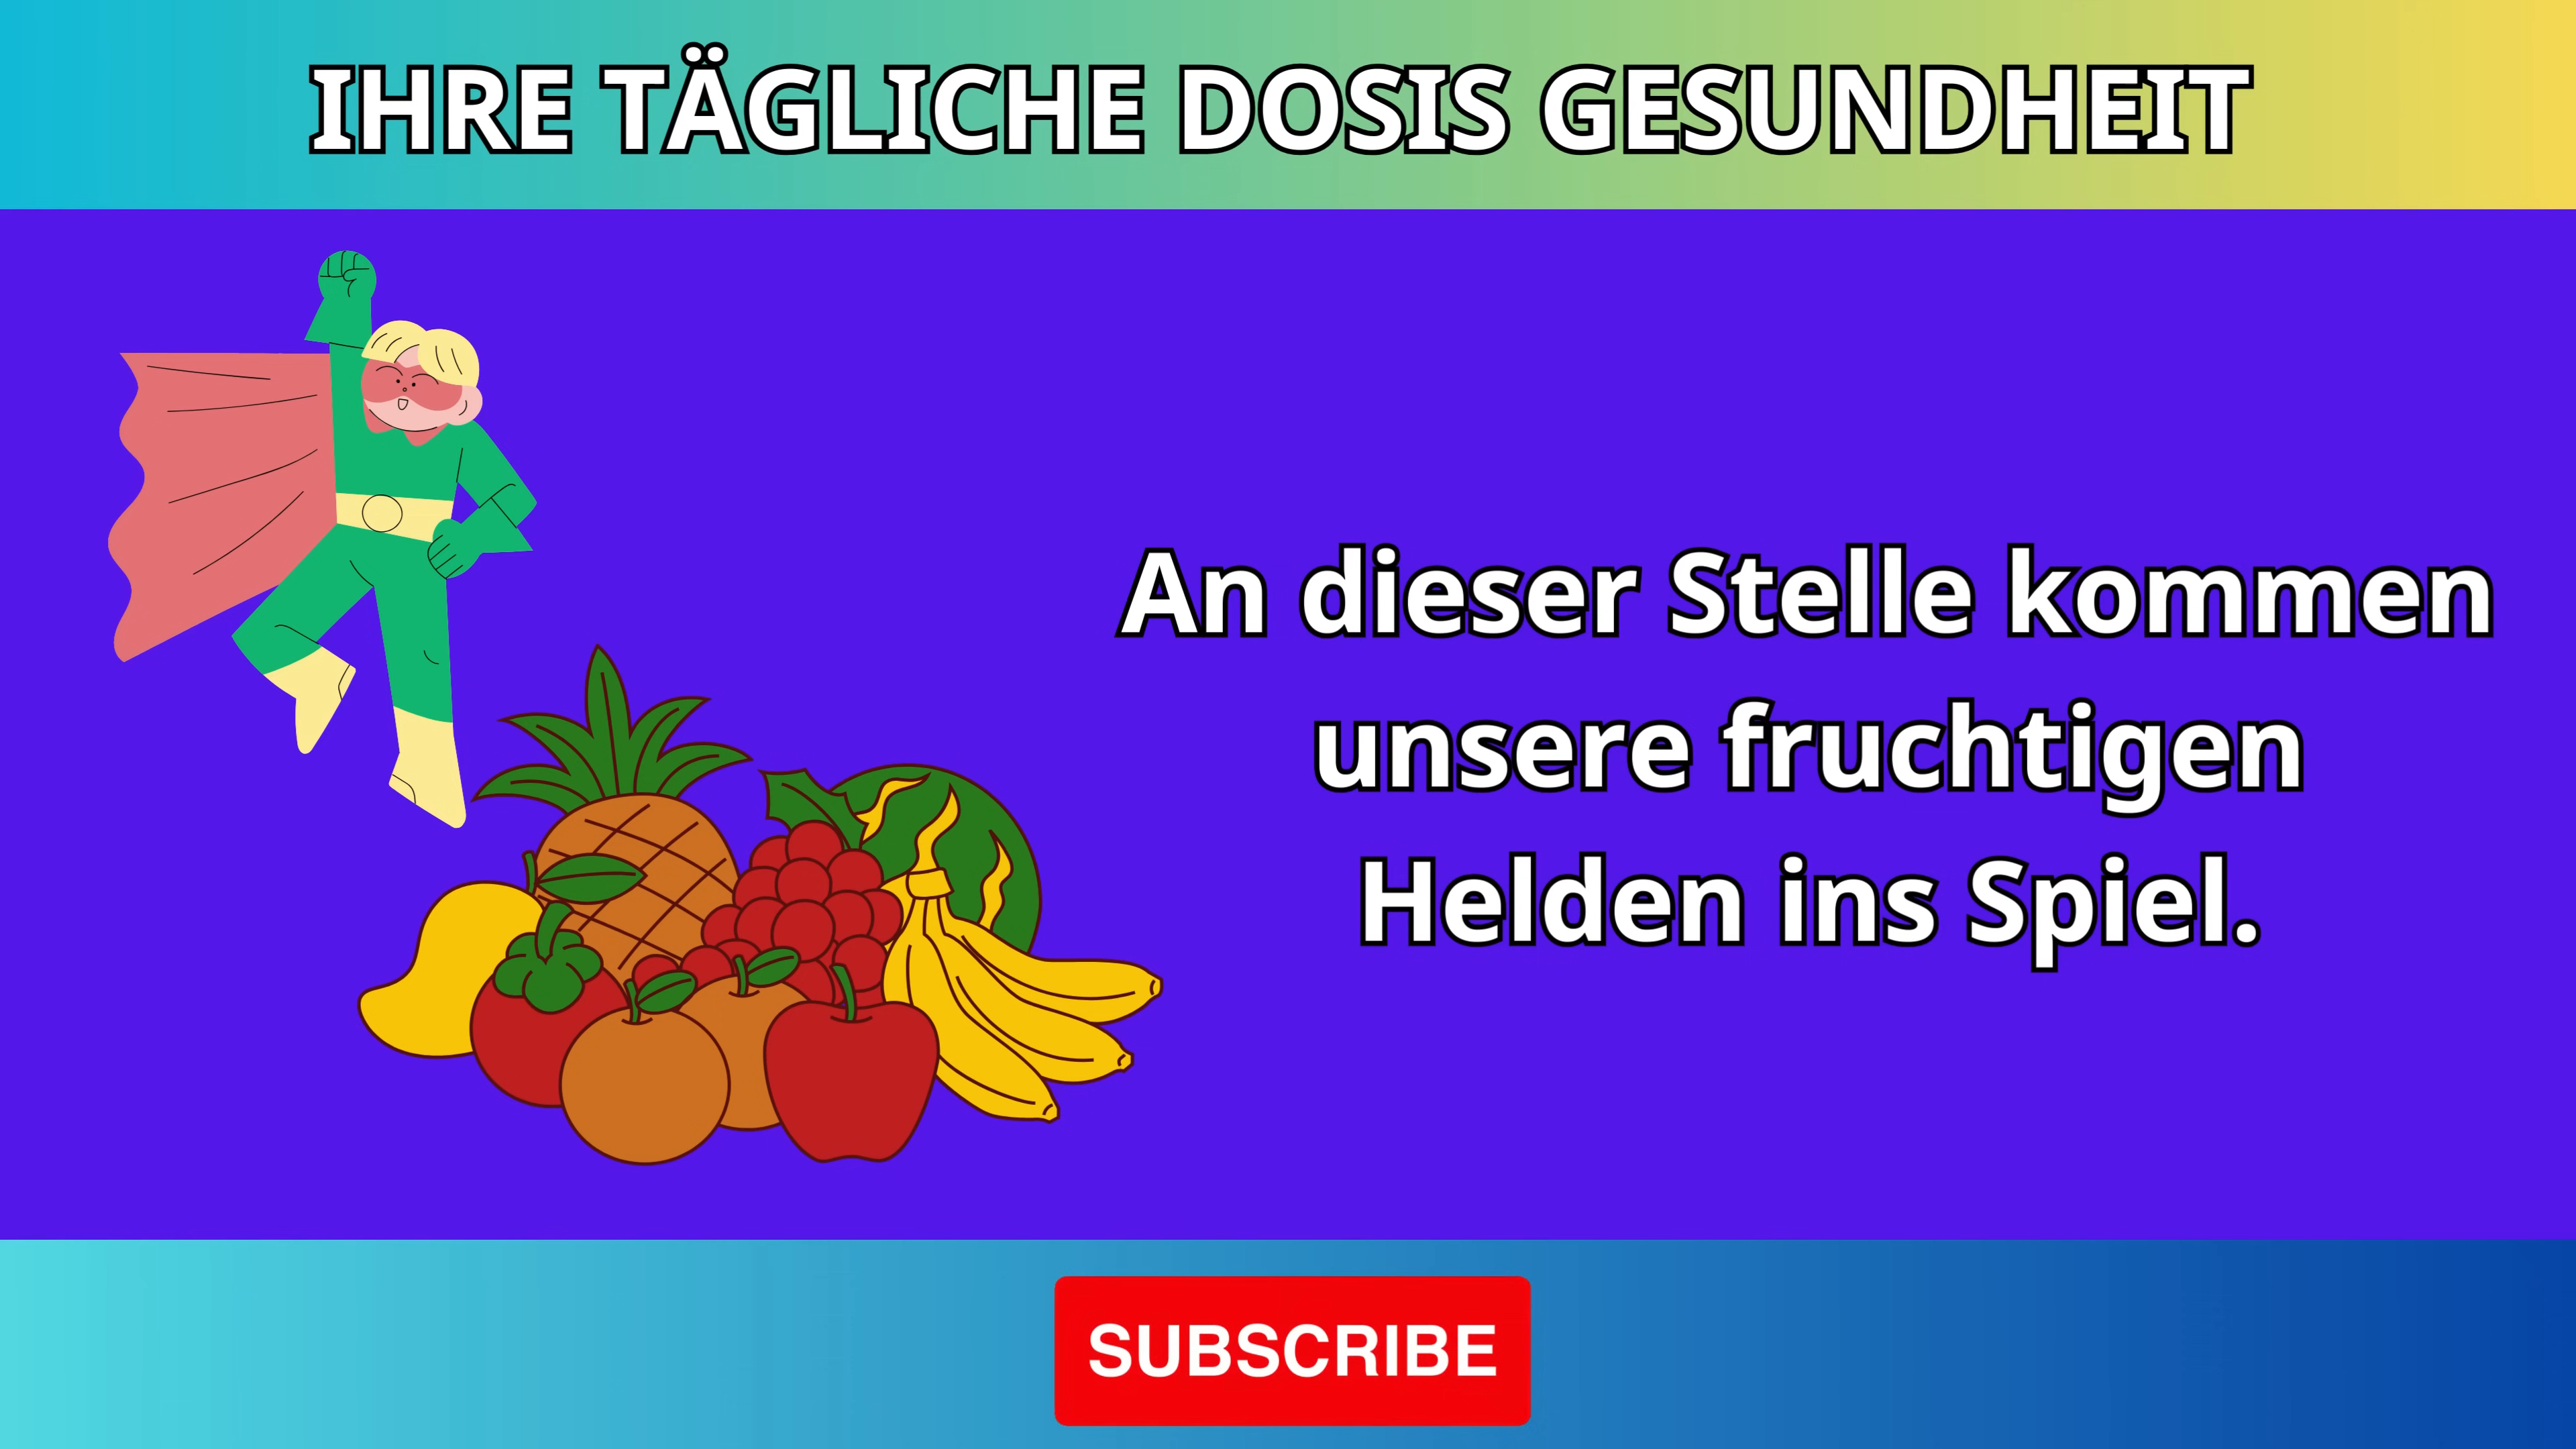 IHRE TÄGLICHE DOSIS GESUNDHEIT
An dieser Stelle kommen
unsere fruchtigen
Helden ins Spiel.
SUBSCRIBE